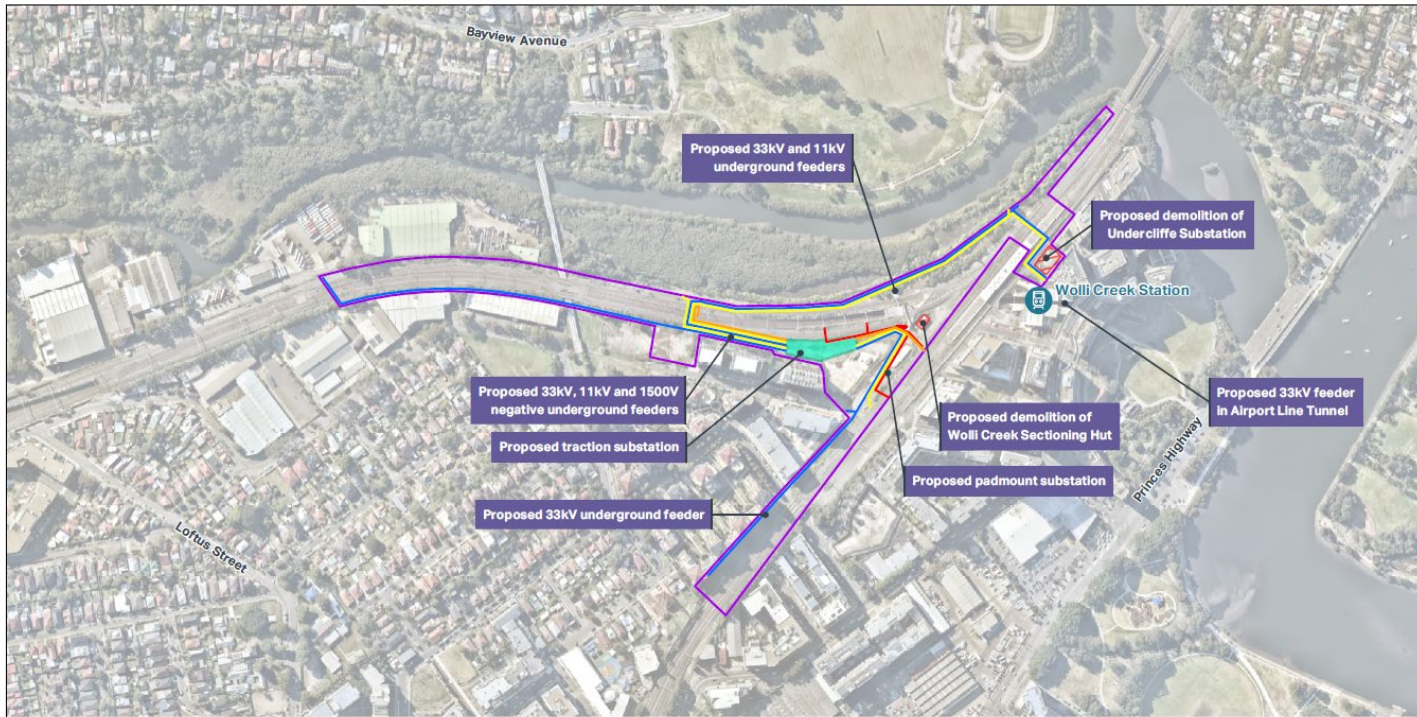 Bayview Avenue
Proposed 33kV and 11kV
underground feeders
Proposed demolition of
Undercliffe Substation
Wolli Creek Station
Proposed 33kV, 11kV and 1500V
negative underground feeders
Proposed traction substation
Proposed 33kV feeder
in Airport Line Tunnel
Proposed demolition of
Wolli Creek Sectioning Hut
Princes Highway
Proposed padmount substation
Proposed 33kV underground feeder
Loftus Street